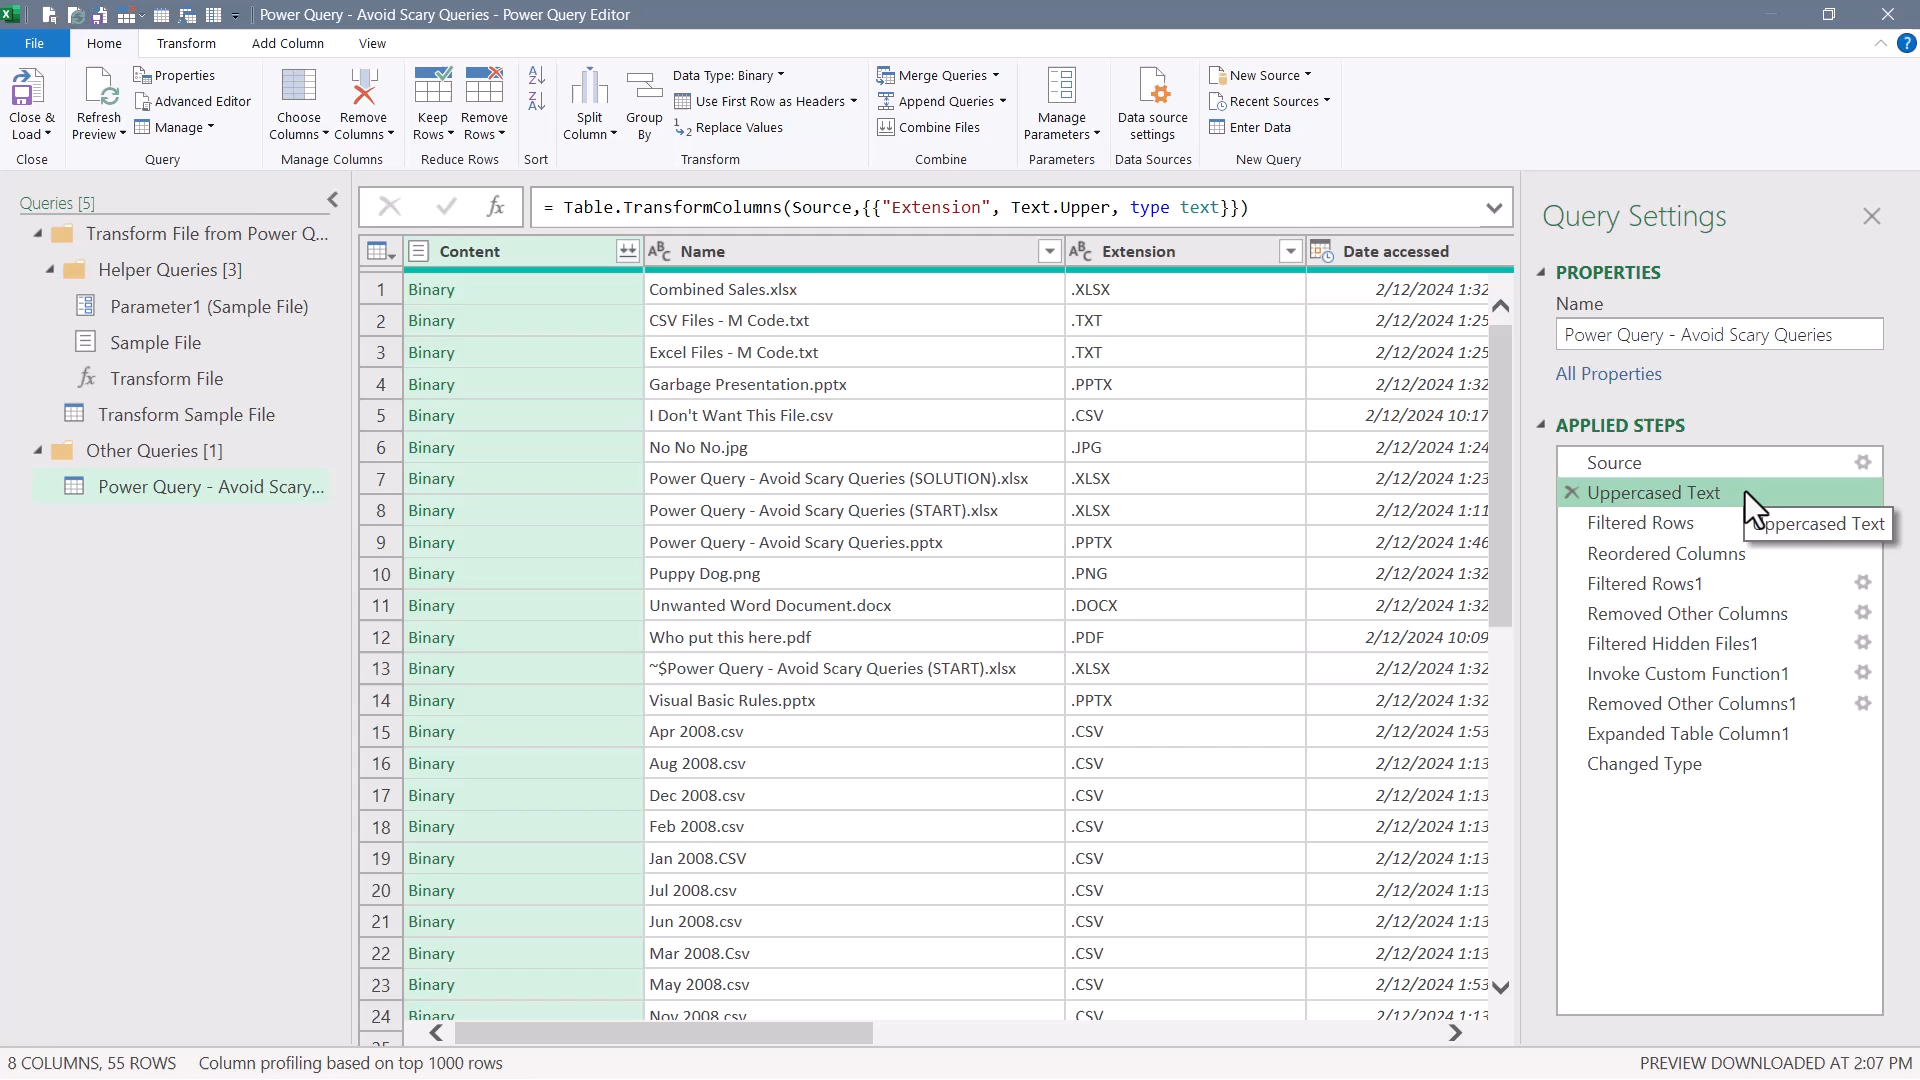 Power Query - Avoid Scary Queries - Power Query Editor
File
Home
Transform
Add Column
View
?
Close &
Load
Close
Refresh
Preview
Properties
Advanced Editor
Manage
Query
Choose
Columns
Remove
Columns
Manage Columns
Keep
Rows
Remove
Rows
Reduce Rows
Sort
Split
Column
Group
By
Data Type: Binary
Use First Row as Headers
Replace Values
Transform
Merge Queries
Append Queries
Combine Files
Combine
Manage
Parameters
Parameters
Data source
settings
Data Sources
New Source
Recent Sources
Enter Data
New Query
Queries [5]
Transform File from Power Q...
Helper Queries [3]
Parameter1 (Sample File)
Sample File
fx Transform File
Transform Sample File
Other Queries [1]
Power Query - Avoid Scary...
fx
= Table.TransformColumns(Source,{{"Extension", Text.Upper, type text}})
Content ABC Name ABC Extension Date accessed
1 Binary Combined Sales.xlsx .XLSX 2/12/2024 1:32
2 Binary CSV Files - M Code.txt .TXT 2/12/2024 1:25
3 Binary Excel Files - M Code.txt .TXT 2/12/2024 1:25
4 Binary Garbage Presentation.pptx .PPTX 2/12/2024 1:32
5 Binary I Don't Want This File.csv .CSV 2/12/2024 10:17
6 Binary No No No.jpg .JPG 2/12/2024 1:24
7 Binary Power Query - Avoid Scary Queries (SOLUTION).xlsx .XLSX 2/12/2024 1:23
8 Binary Power Query - Avoid Scary Queries (START).xlsx .XLSX 2/12/2024 1:11
9 Binary Power Query - Avoid Scary Queries.pptx .PPTX 2/12/2024 1:46
10 Binary Puppy Dog.png .PNG 2/12/2024 1:32
11 Binary Unwanted Word Document.docx .DOCX 2/12/2024 1:32
12 Binary Who put this here.pdf .PDF 2/12/2024 10:09
13 Binary ~$Power Query - Avoid Scary Queries (START).xlsx .XLSX 2/12/2024 1:32
14 Binary Visual Basic Rules.pptx .PPTX 2/12/2024 1:32
15 Binary Apr 2008.csv .CSV 2/12/2024 1:53
16 Binary Aug 2008.csv .CSV 2/12/2024 1:13
17 Binary Dec 2008.csv .CSV 2/12/2024 1:13
18 Binary Feb 2008.csv .CSV 2/12/2024 1:13
19 Binary Jan 2008.CSV .CSV 2/12/2024 1:13
20 Binary Jul 2008.csv .CSV 2/12/2024 1:13
21 Binary Jun 2008.csv .CSV 2/12/2024 1:13
22 Binary Mar 2008.Csv .CSV 2/12/2024 1:13
23 Binary May 2008.csv .CSV 2/12/2024 1:53
24 Binary Nov 2008.csv .CSV 2/12/2024 1:13
Query Settings
PROPERTIES
Name
Power Query - Avoid Scary Queries
All Properties
APPLIED STEPS
Source
Uppercased Text
Filtered Rows
Uppercased Text
Reordered Columns
Filtered Rows1
Removed Other Columns
Filtered Hidden Files1
Invoke Custom Function1
Removed Other Columns1
Expanded Table Column1
Changed Type
8 COLUMNS, 55 ROWS
Column profiling based on top 1000 rows
PREVIEW DOWNLOADED AT 2:07 PM